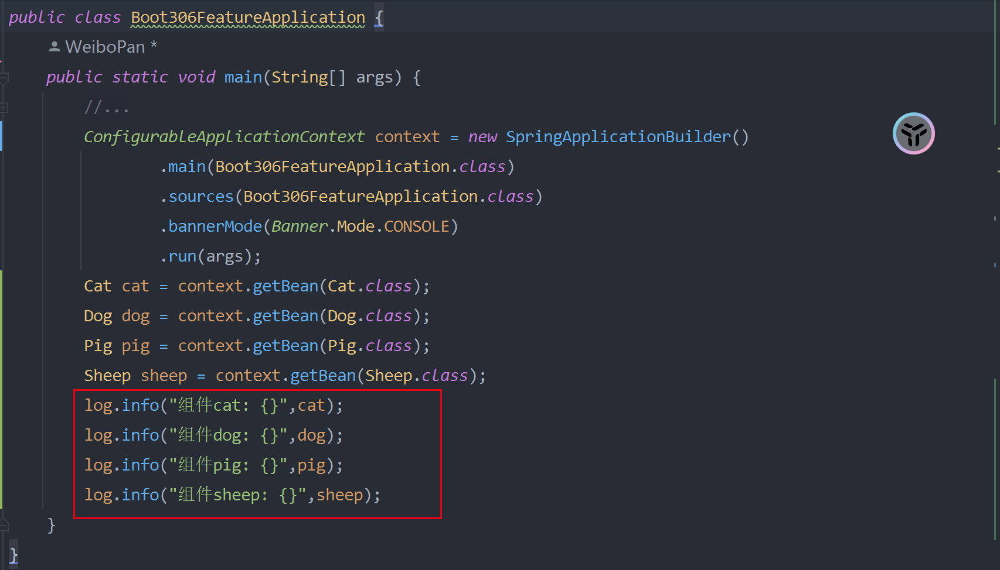 public class Boot306FeatureApplication {
WeiboPan *
public static void main(String[] args) {
//...
ConfigurableApplicationContext context = new SpringApplicationBuilder()
.main(Boot306FeatureApplication.class)
.sources(Boot306FeatureApplication.class)
.bannerMode(Banner.Mode.CONSOLE)
.run(args);
Cat cat = context.getBean(Cat.class);
Dog dog = context.getBean(Dog.class);
Pig pig = context.getBean(Pig.class);
Sheep sheep = context.getBean(Sheep.class);
log.info("组件cat: {}",cat);
log.info("组件dog: {}",dog);
log.info("组件pig: {}",pig);
log.info("组件sheep: {}",sheep);
}
}